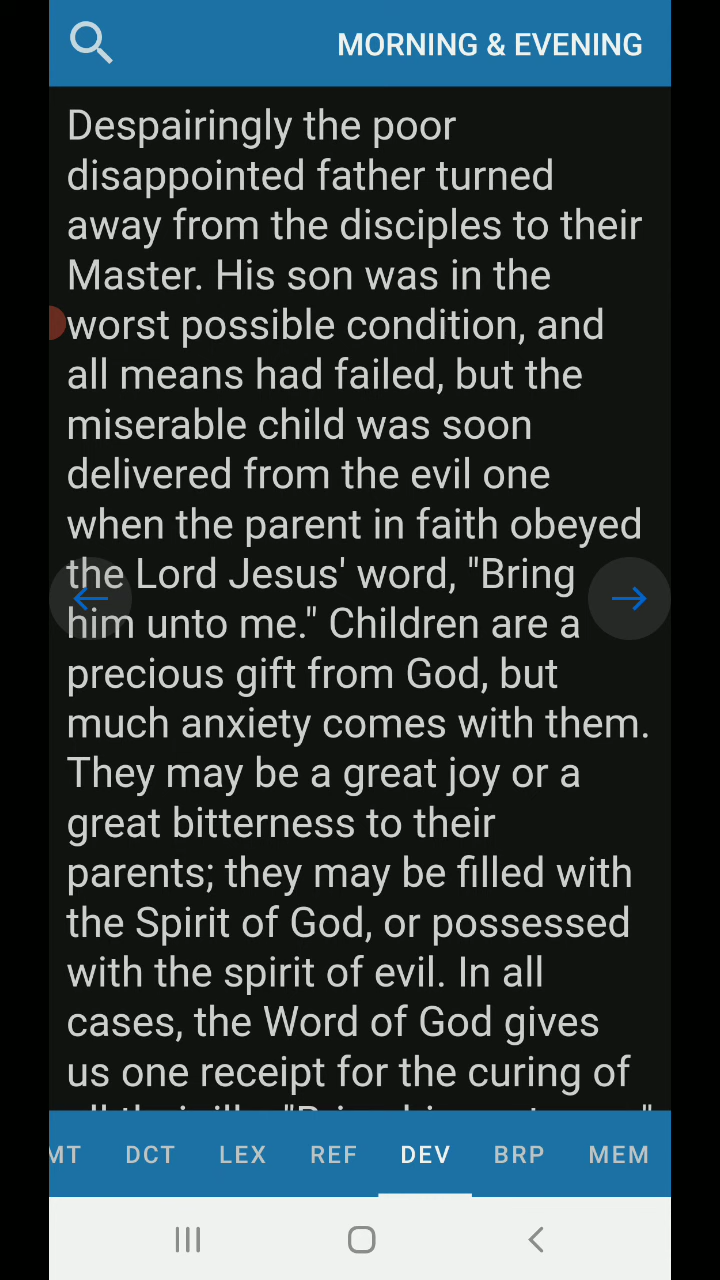 MORNING & EVENING
Despairingly the poor
disappointed father turned
away from the disciples to their
Master. His son was in the
worst possible condition, and
all means had failed, but the
miserable child was soon
delivered from the evil one
when the parent in faith obeyed
the Lord Jesus' word, "Bring
him unto me." Children are a
precious gift from God, but
much anxiety comes with them.
They may be a great joy or a
great bitterness to their
parents; they may be filled with
the Spirit of God, or possessed
with the spirit of evil. In all
cases, the Word of God gives
us one receipt for the curing of
MT DCT LEX REF DEV BRP MEM